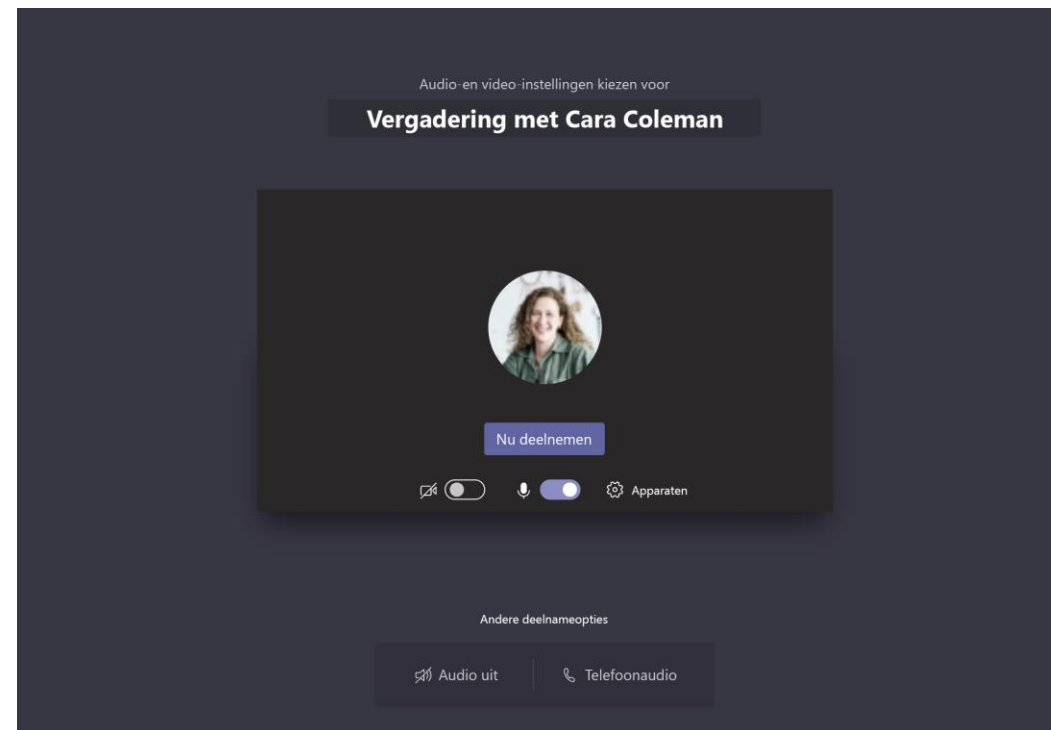 Audio-en video-instellingen kiezen voor
Vergadering met Cara Coleman
Nu deelnemen
Apparaten
Andere deelnameopties
Audio uit
Telefoonaudio